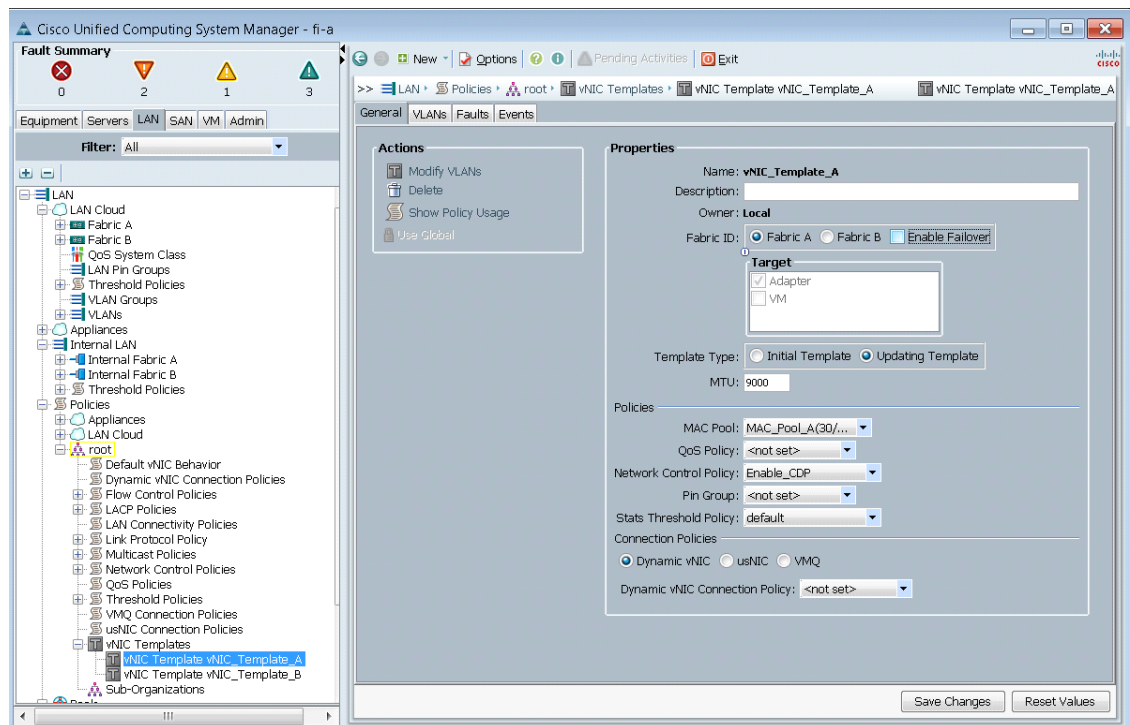 Cisco Unified Computing System Manager - fi-a
Fault Summary
0 2 1 3
Equipment Servers LAN SAN VM Admin
Filter: All
LAN
LAN Cloud
Fabric A
Fabric B
QoS System Class
LAN Pin Groups
Threshold Policies
VLAN Groups
VLANs
Appliances
Internal LAN
Internal Fabric A
Internal Fabric B
Threshold Policies
Policies
Appliances
LAN Cloud
root
Default vNIC Behavior
Dynamic vNIC Connection Policies
Flow Control Policies
LACP Policies
LAN Connectivity Policies
Link Protocol Policy
Multicast Policies
Network Control Policies
QoS Policies
Threshold Policies
VMQ Connection Policies
usNIC Connection Policies
vNIC Templates
vNIC Template vNIC_Template_A
vNIC Template vNIC_Template_B
Sub-Organizations
Pools
New Options Pending Activities Exit
CISCO
>> LAN Policies root vNIC Templates vNIC Template vNIC_Template_A vNIC Template vNIC_Template_A
General VLANs Faults Events
Actions
Modify VLANs
Delete
Show Policy Usage
Use Global
Properties
Name: vNIC_Template_A
Description:
Owner: Local
Fabric ID: Fabric A Fabric B Enable Failover
Target
Adapter
VM
Template Type: Initial Template Updating Template
MTU: 9000
Policies
MAC Pool: MAC_Pool_A(30/...
QoS Policy: <not set>
Network Control Policy: Enable_CDP
Pin Group: <not set>
Stats Threshold Policy: default
Connection Policies
Dynamic vNIC usNIC VMQ
Dynamic vNIC Connection Policy: <not set>
Save Changes Reset Values